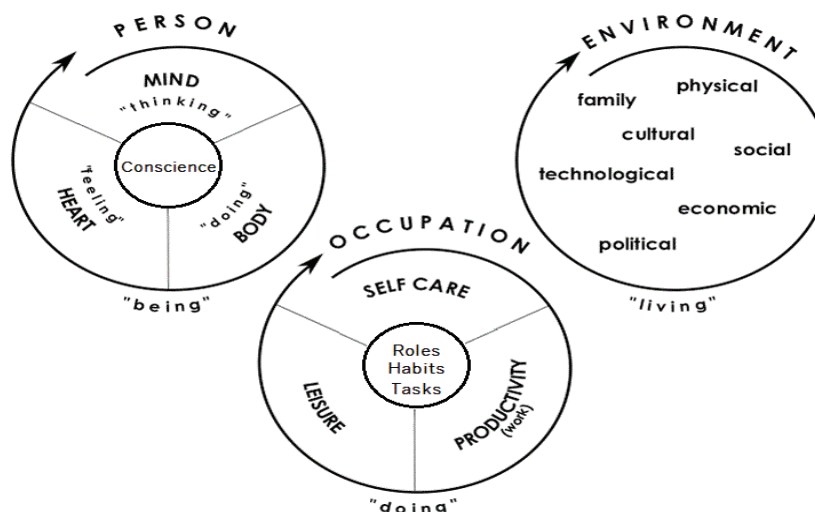 PERSON
MIND
"thinking"
Conscience
"feeling"
HEART
"doing"
BODY
"being"
ENVIRONMENT
physical
family
cultural
social
technological
economic
political
"living"
OCCUPATION
SELF CARE
Roles
Habits
Tasks
LEISURE
PRODUCTIVITY
(work)
"doing"